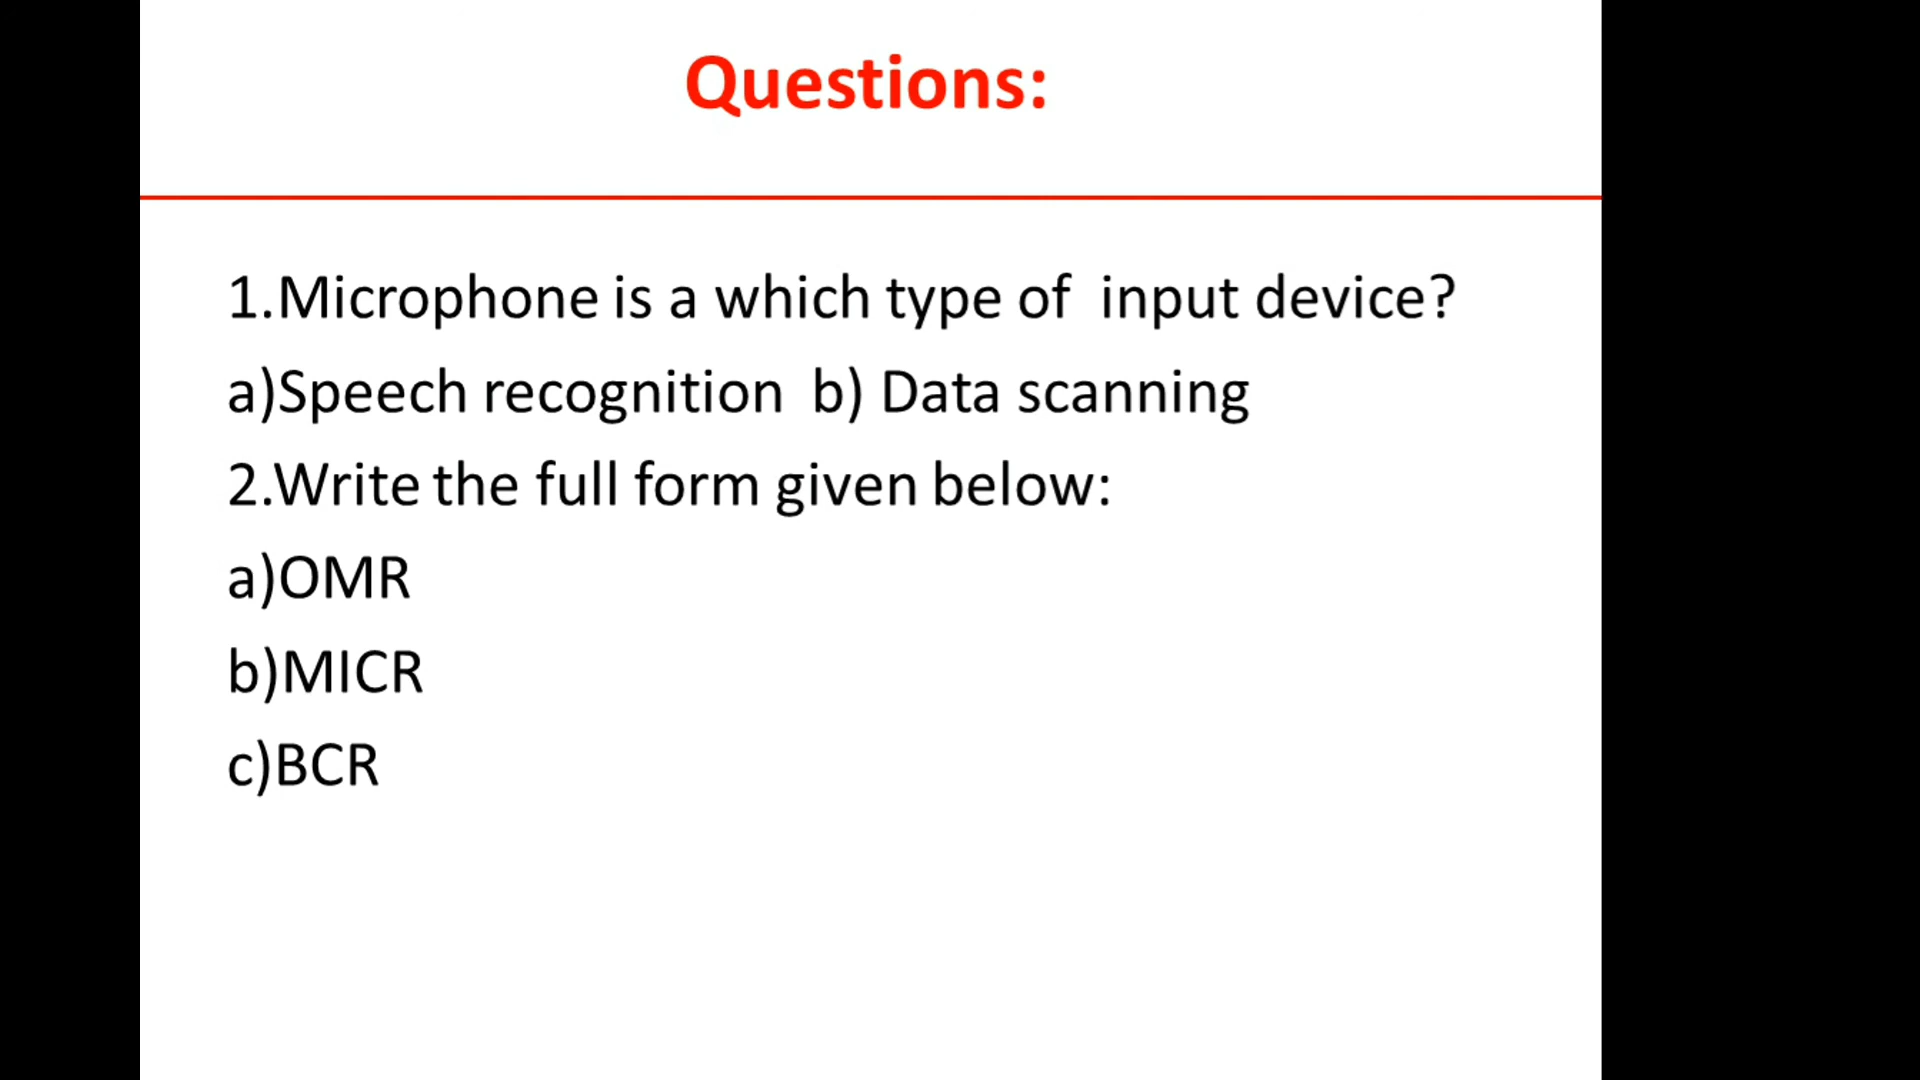 Questions:
1.Microphone is a which type of  input device?
a)Speech recognition  b) Data scanning
2.Write the full form given below:
a)OMR
b)MICR
c)BCR